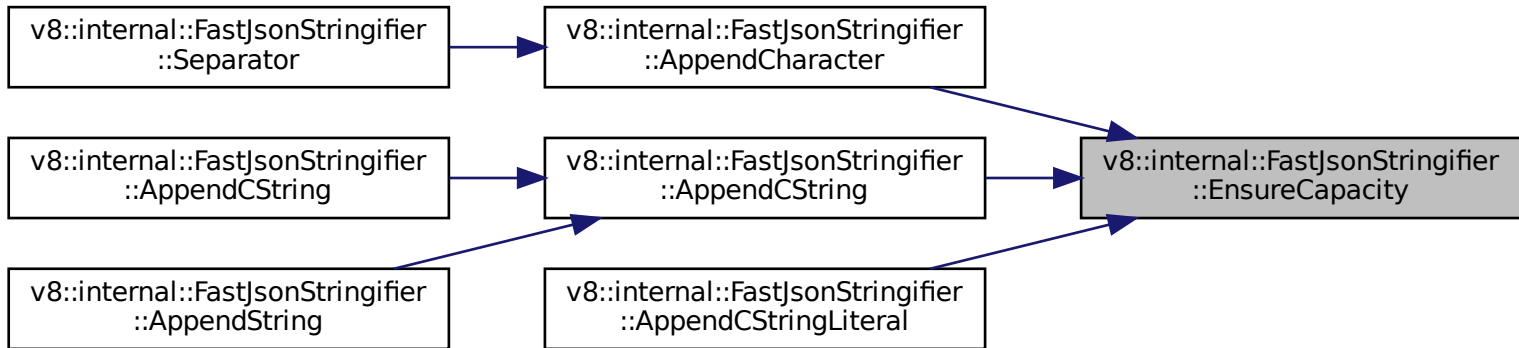 v8::internal::FastJsonStringifier
::Separator
v8::internal::FastJsonStringifier
::AppendCharacter
v8::internal::FastJsonStringifier
::AppendCString
v8::internal::FastJsonStringifier
::AppendCString
v8::internal::FastJsonStringifier
::EnsureCapacity
v8::internal::FastJsonStringifier
::AppendString
v8::internal::FastJsonStringifier
::AppendCStringLiteral